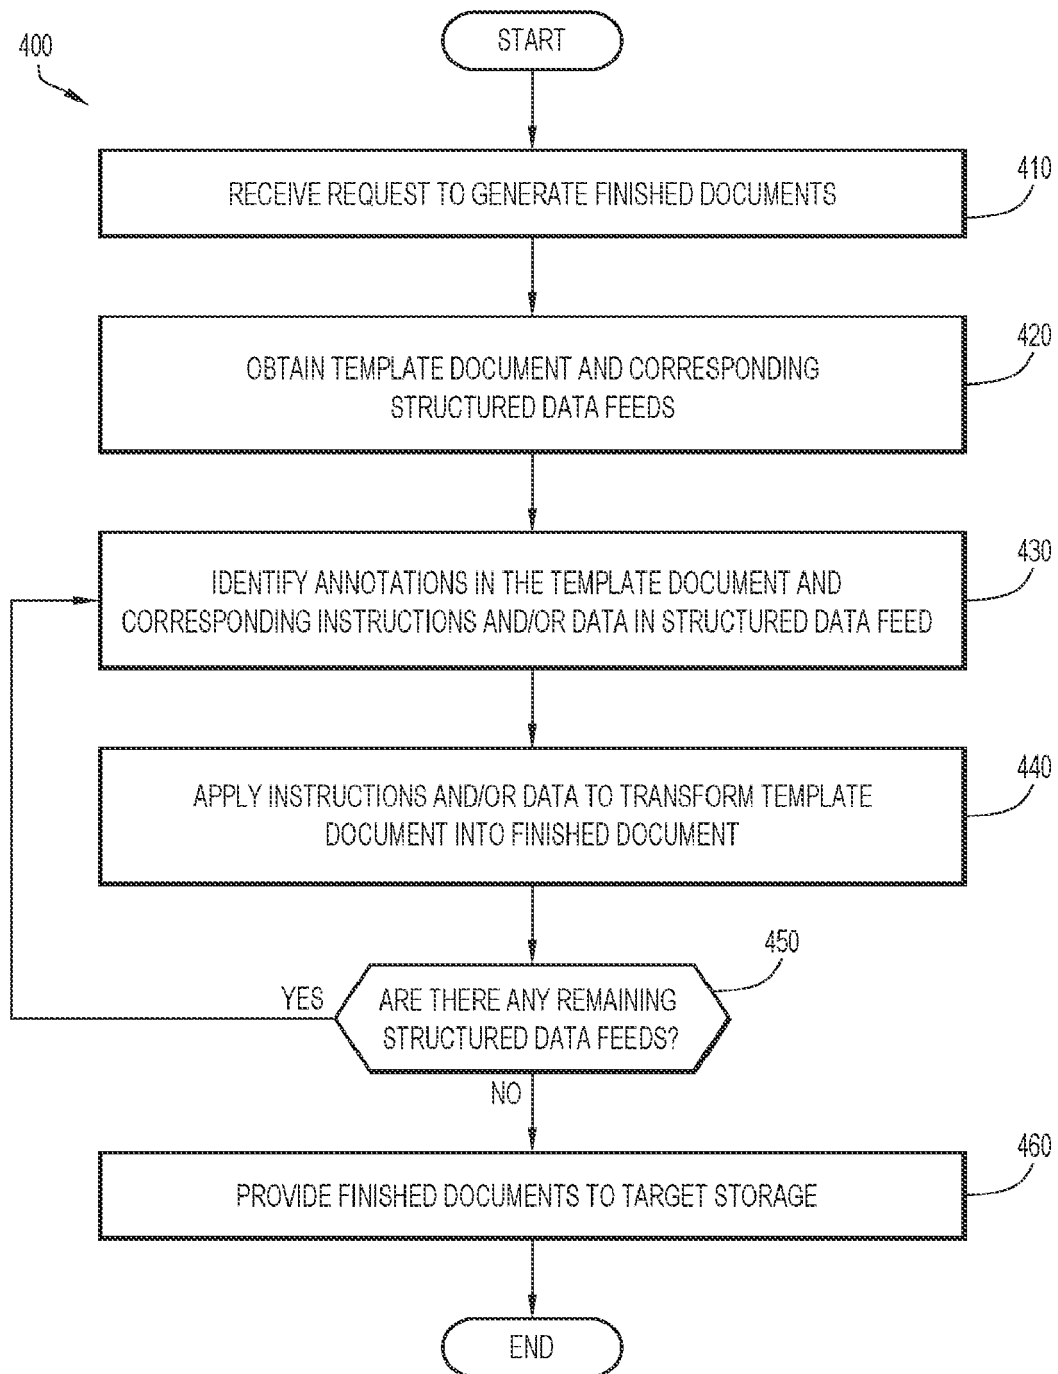 400
START
RECEIVE REQUEST TO GENERATE FINISHED DOCUMENTS
410
OBTAIN TEMPLATE DOCUMENT AND CORRESPONDING
STRUCTURED DATA FEEDS
420
IDENTIFY ANNOTATIONS IN THE TEMPLATE DOCUMENT AND
CORRESPONDING INSTRUCTIONS AND/OR DATA IN STRUCTURED DATA FEED
430
APPLY INSTRUCTIONS AND/OR DATA TO TRANSFORM TEMPLATE
DOCUMENT INTO FINISHED DOCUMENT
440
ARE THERE ANY REMAINING
STRUCTURED DATA FEEDS?
450
YES
NO
PROVIDE FINISHED DOCUMENTS TO TARGET STORAGE
460
END